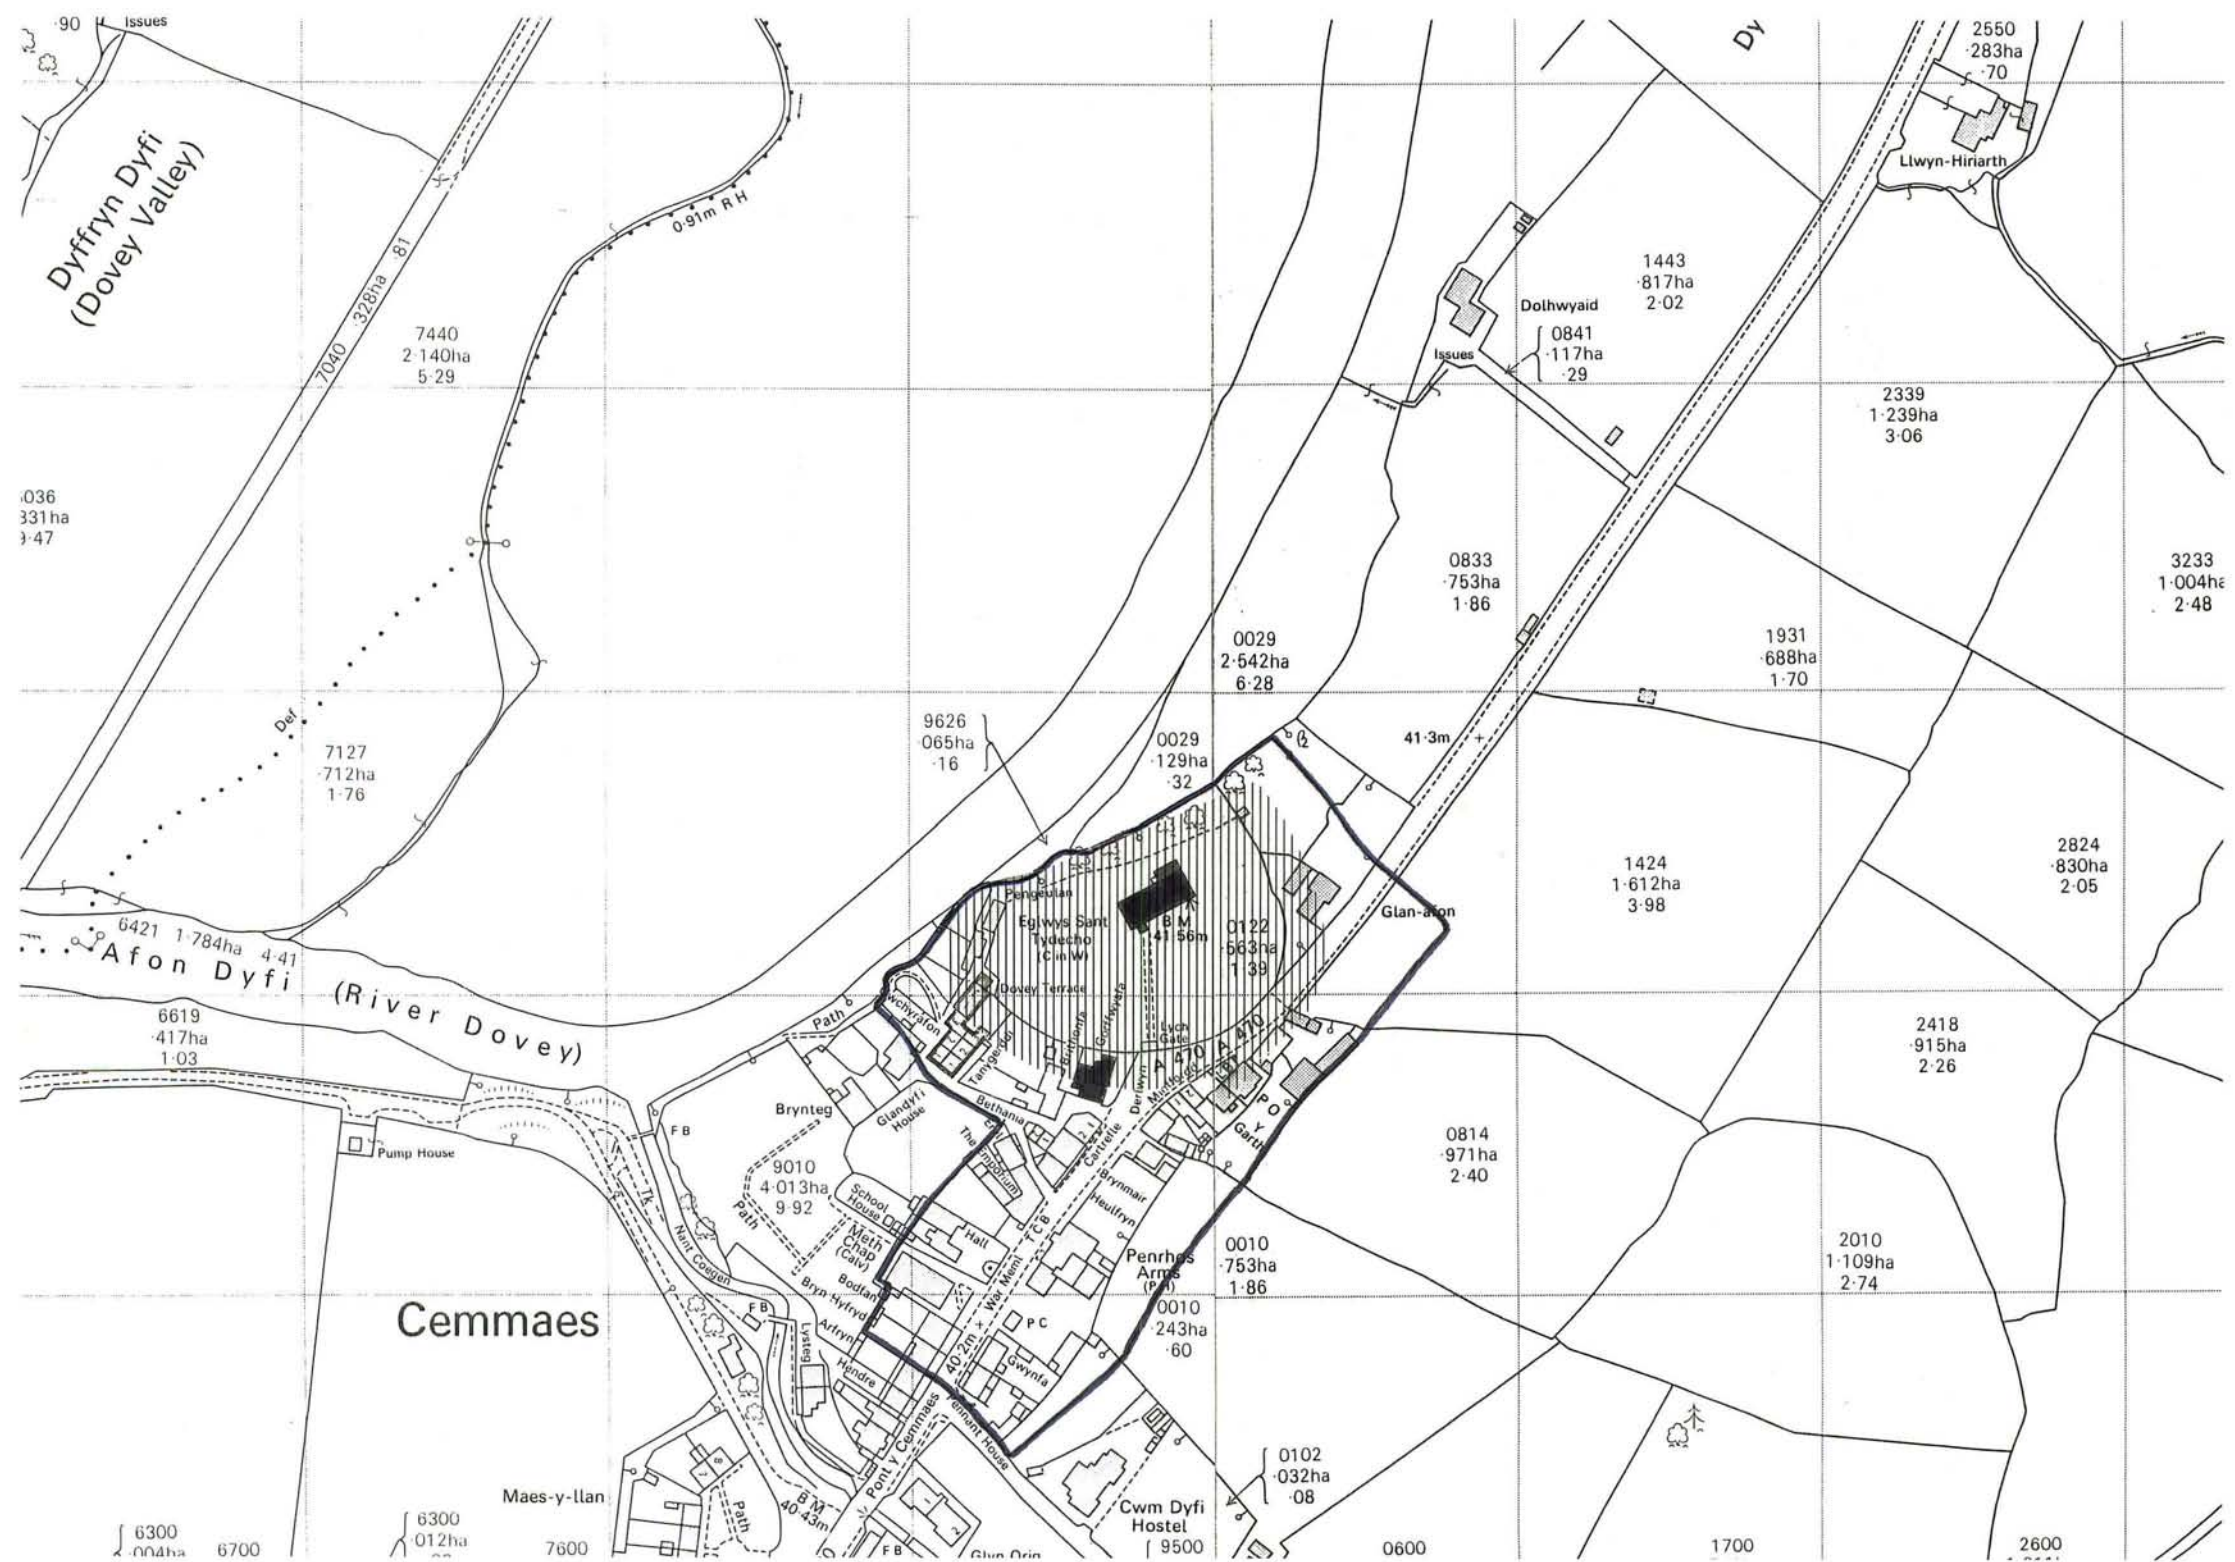 ·90
Issues
Dy
2550
·283ha
·70
Llwyn-Hiriarth
Dyffryn Dyfi
(Dovey Valley)
0·91m R H
7040 ·328ha ·81
7440
2·140ha
5·29
1443
·817ha
2·02
Dolhwyaid
0841
·117ha
·29
Issues
2339
1·239ha
3·06
036
331ha
9·47
0833
·753ha
1·86
3233
1·004ha
2·48
0029
2·542ha
6·28
1931
·688ha
1·70
Def
9626
·065ha
·16
0029
·129ha
·32
41·3m
7127
·712ha
1·76
1424
1·612ha
3·98
2824
·830ha
2·05
Pengeulan
Eglwys Sant
Tydecho
(C in W)
B M
41·56m
0122
·563ha
1·39
Glan-afon
6421 1·784ha 4·41
Afon Dyfi (River Dovey)
Dovey Terrace
6619
·417ha
1·03
Path
Lych
Gate
A 470 A 470
2418
·915ha
2·26
Brynteg
Glandyfi
House
Bethania
Derlwyn
P O
Garth
Cartrefle
The
Emporium
F B
Pump House
0814
·971ha
2·40
9010
4·013ha
9·92
Path
Tk
School
House
Meth
Chap
(Calv)
Hall
Brynmair
Heulfryn
T C B
War Meml
Nant Coegen
Penrhos
Arms
(P H)
0010
·753ha
1·86
2010
1·109ha
2·74
Bodfan
Bryn Hyfryd
Arfryn
Hendre
Cemmaes
F B
Lysteg
40·2m
P C
Gwynfa
0010
·243ha
·60
Pont y Cemmaes
Pennant House
Maes-y-llan
Path
B M
40·43m
Cwm Dyfi
Hostel
0102
·032ha
·08
6300
·004ha
6700
6300
·012ha
7600
F B
Glyn Orin
9500
0600
1700
2600